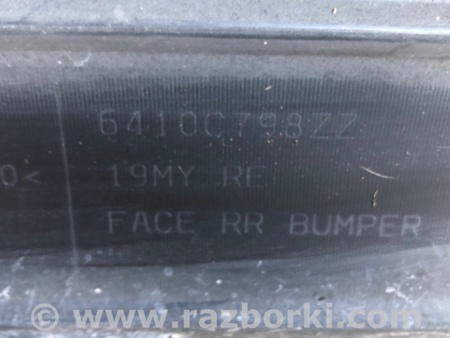 6410C798ZZ
0< 19MY RE
FACE RR BUMPER
© www.razborki.com